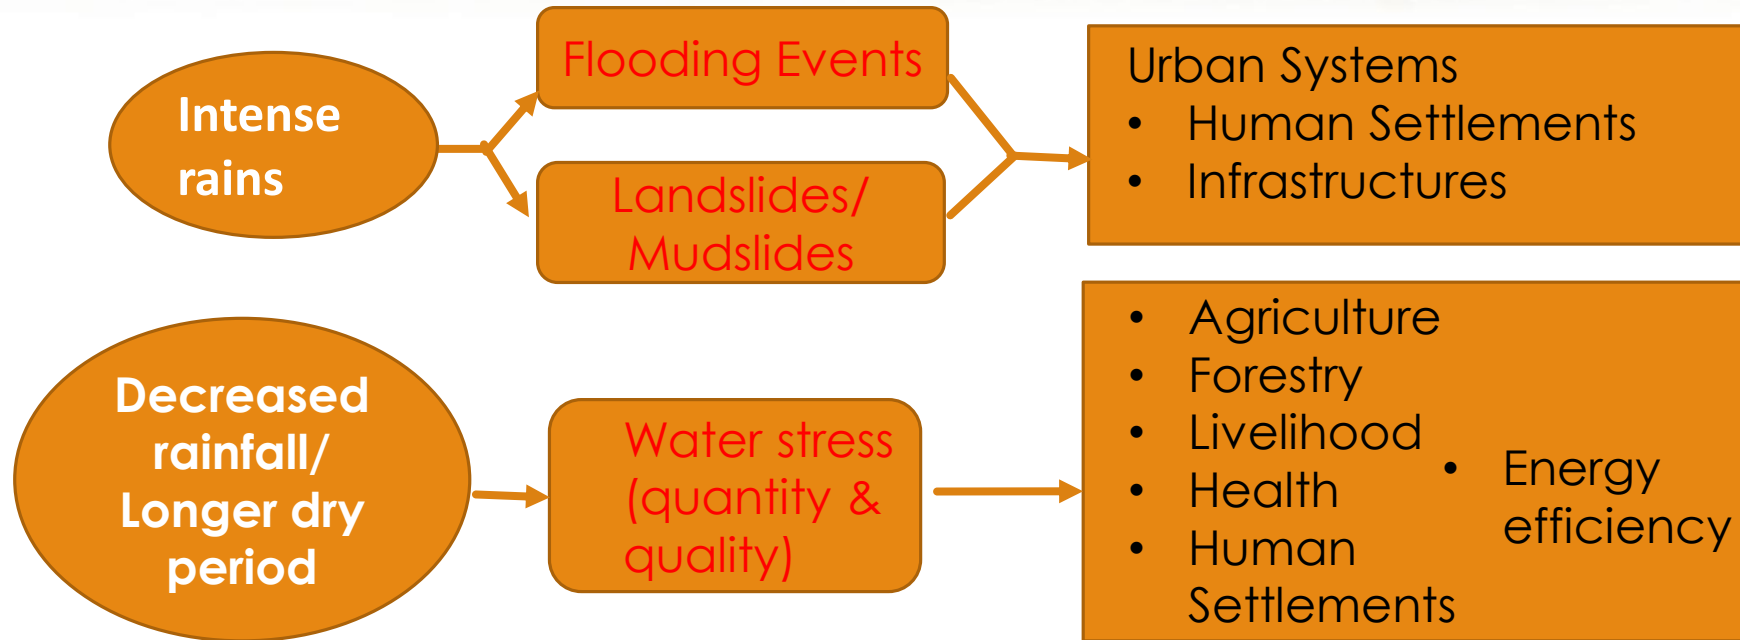 Intense
rains
Flooding Events
Landslides/
Mudslides
Urban Systems
• Human Settlements
• Infrastructures
Decreased
rainfall/
Longer dry
period
Water stress
(quantity &
quality)
• Agriculture
• Forestry
• Livelihood
• Health
• Human
Settlements
• Energy
efficiency